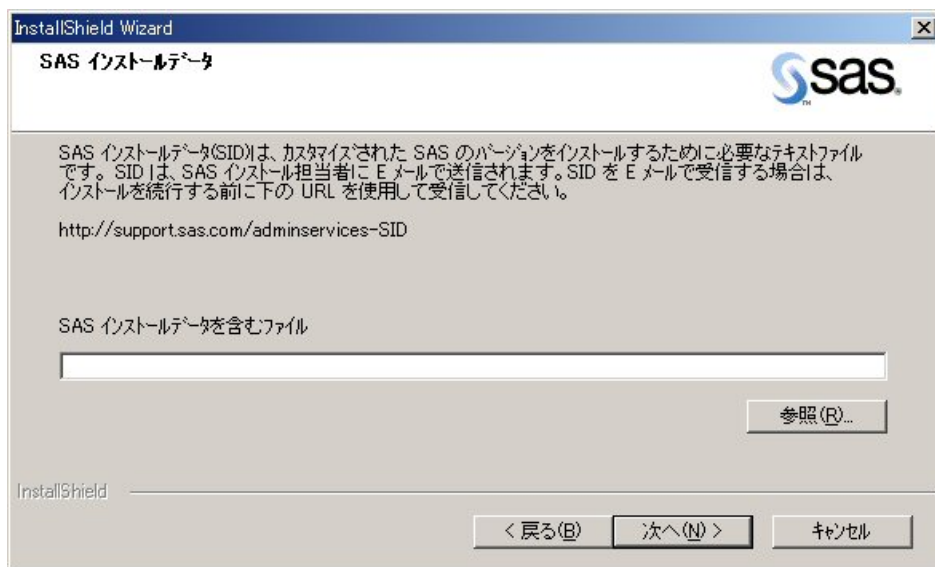 InstallShield Wizard
SAS インストールデータ
sas.
TM
SAS インストールデータ(SID)は、カスタマイズされた SAS のバージョンをインストールするために必要なテキストファイル
です。 SID は、SAS インストール担当者に E メールで送信されます。SID を E メールで受信する場合は、
インストールを続行する前に下の URL を使用して受信してください。
http://support.sas.com/adminservices-SID
SAS インストールデータを含むファイル
参照(R)...
InstallShield
< 戻る(B)
次へ(N) >
キャンセル